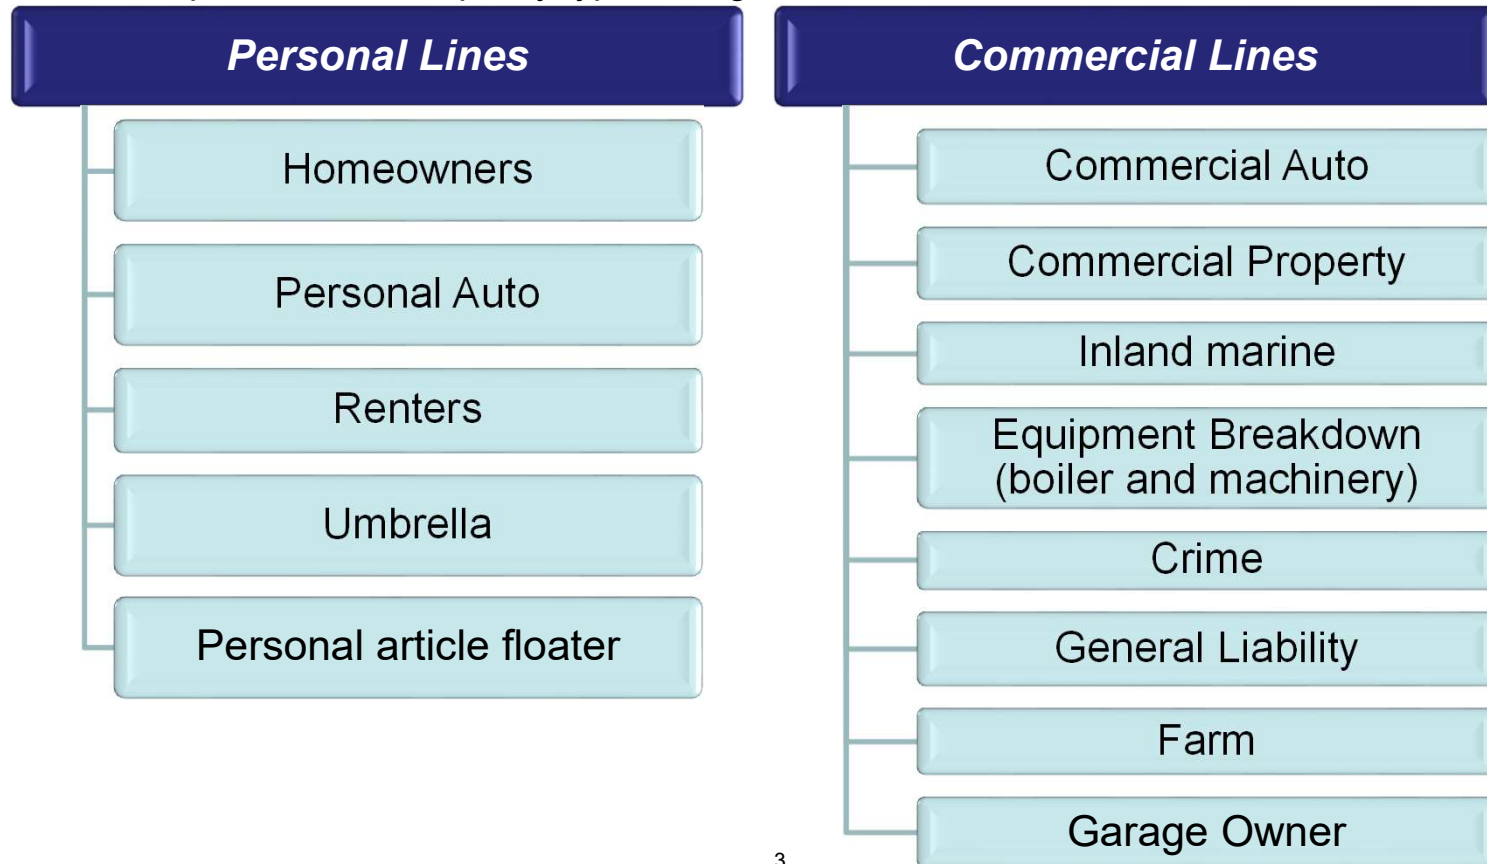 Personal Lines
Homeowners
Personal Auto
Renters
Umbrella
Personal article floater
Commercial Lines
Commercial Auto
Commercial Property
Inland marine
Equipment Breakdown
(boiler and machinery)
Crime
General Liability
Farm
Garage Owner
3